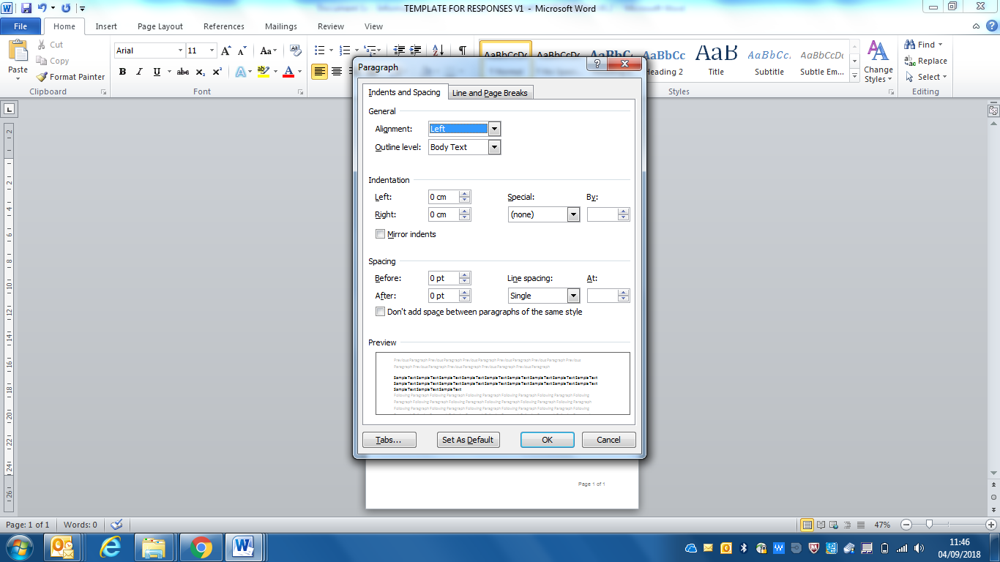 TEMPLATE FOR RESPONSES V1 - Microsoft Word
File Home Insert Page Layout References Mailings Review View
Paste
Cut
Copy
Format Painter
Clipboard
Arial 11
Font
Heading 2
Title
Subtitle
Subtle Em...
Styles
Change
Styles
Find
Replace
Select
Editing
Paragraph
Indents and Spacing Line and Page Breaks
General
Alignment: Left
Outline level: Body Text
Indentation
Left: 0 cm Special: By:
Right: 0 cm (none)
Mirror indents
Spacing
Before: 0 pt Line spacing: At:
After: 0 pt Single
Don't add space between paragraphs of the same style
Preview
Previous Paragraph Previous Paragraph Previous Paragraph Previous Paragraph Previous Paragraph Previous
Paragraph Previous Paragraph Previous Paragraph Previous Paragraph Previous Paragraph
Sample Text Sample Text Sample Text Sample Text Sample Text Sample Text Sample Text Sample Text Sample Text
Sample Text Sample Text Sample Text Sample Text Sample Text Sample Text Sample Text Sample Text Sample Text
Sample Text Sample Text Sample Text
Following Paragraph Following Paragraph Following Paragraph Following Paragraph Following
Paragraph Following Paragraph Following Paragraph Following Paragraph Following Paragraph
Following Paragraph Following Paragraph Following Paragraph Following Paragraph Following
Tabs... Set As Default OK Cancel
Page 1 of 1
Page: 1 of 1 Words: 0 47%
11:46
04/09/2018